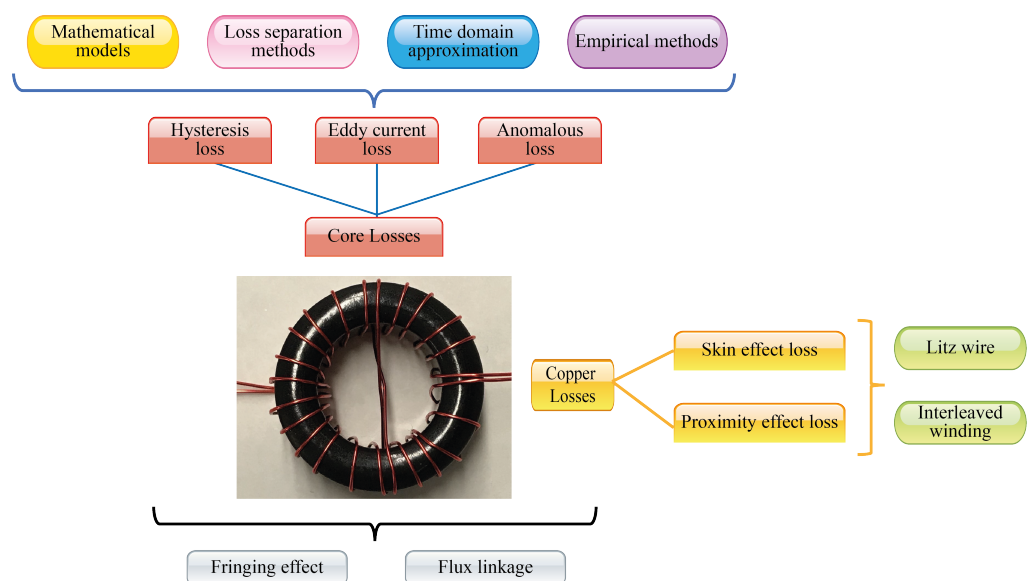 Mathematical
models
Loss separation
methods
Time domain
approximation
Empirical methods
Hysteresis
loss
Eddy current
loss
Anomalous
loss
Core Losses
Copper
Losses
Skin effect loss
Proximity effect loss
Litz wire
Interleaved
winding
Fringing effect
Flux linkage